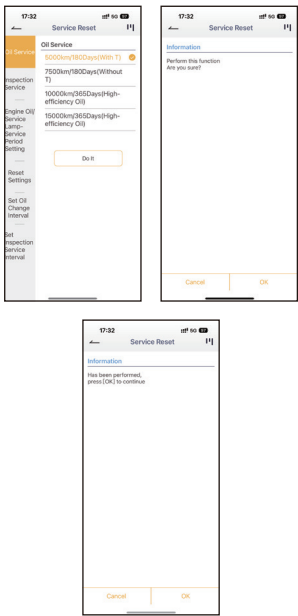 17:32
5G 67
Service Reset
Oil Service
Inspection
Service
Engine Oil/
Service
Lamp-
Service
Period
Setting
Reset
Settings
Set Oil
Change
Interval
Set
Inspection
Service
Interval
Oil Service
5000km/180Days(With T)
7500km/180Days(Without
T)
10000km/365Days(High-
efficiency Oil)
15000km/365Days(High-
efficiency Oil)
Do It
17:32
5G 67
Service Reset
Information
Perform this function
Are you sure?
Cancel
OK
17:32
5G 67
Service Reset
Information
Has been performed,
press [OK] to continue
Cancel
OK